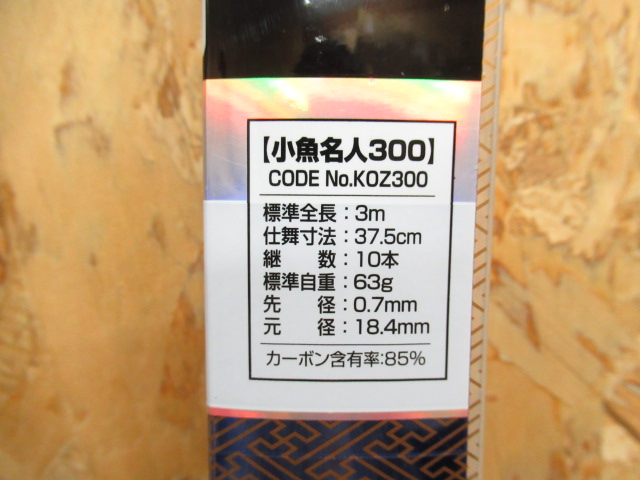 【小魚名人300】
CODE No.KOZ300
標準全長：3m
仕舞寸法：37.5cm
継　　数：10本
標準自重：63g
先　　径：0.7mm
元　　径：18.4mm
カーボン含有率:85%